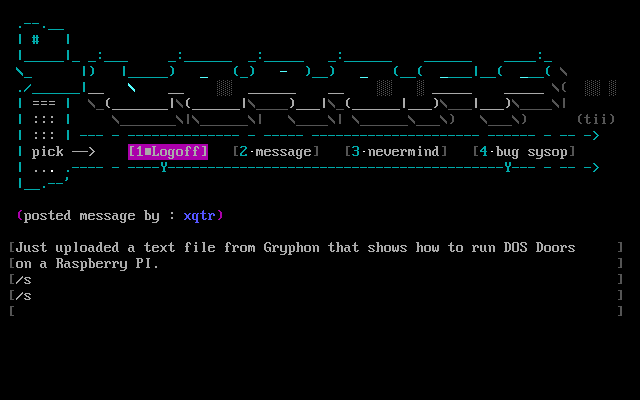 (tii)
pick --> [1■Logoff] [2·message] [3·nevermind] [4·bug sysop]
(posted message by : xqtr)
[Just uploaded a text file from Gryphon that shows how to run DOS Doors ]
[on a Raspberry PI. ]
[/s ]
[/s ]
[ ]